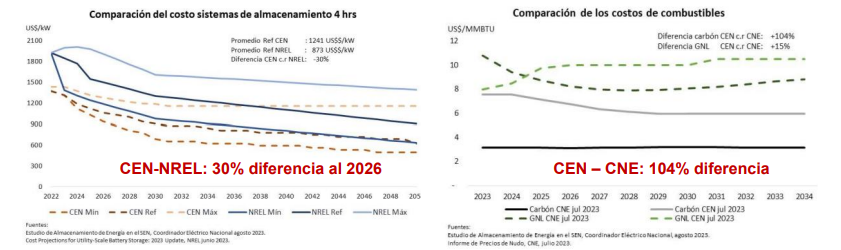 Comparación del costo sistemas de almacenamiento 4 hrs
US$/kW
Promedio Ref CEN : 1241 US$$/kW
Promedio Ref NREL : 873 US$$/kW
Diferencia CEN c.r NREL: -30%
2100
1800
1500
1200
900
600
300
0
CEN-NREL: 30% diferencia al 2026
2022 2024 2026 2028 2030 2032 2034 2036 2038 2040 2042 2044 2046 2048 205
CEN Mín CEN Ref CEN Máx NREL Mín NREL Ref NREL Máx
Fuentes:
Estudio de Almacenamiento de Energía en el SEN, Coordinador Eléctrico Nacional agosto 2023.
Cost Projections for Utility-Scale Battery Storage: 2023 Update, NREL junio 2023.
Comparación de los costos de combustibles
US$/MMBTU
Diferencia carbón CEN c.r CNE: +104%
Diferencia GNL CEN c.r CNE: +15%
12
10
8
6
4
2
-
CEN – CNE: 104% diferencia
2023 2024 2025 2026 2027 2028 2029 2030 2031 2032 2033 2034
Carbón CNE jul 2023 Carbón CEN jul 2023
GNL CNE jul 2023 GNL CEN jul 2023
Fuentes:
Estudio de Almacenamiento de Energía en el SEN, Coordinador Eléctrico Nacional, agosto 2023.
Informe de Precios de Nudo, CNE, julio 2023.